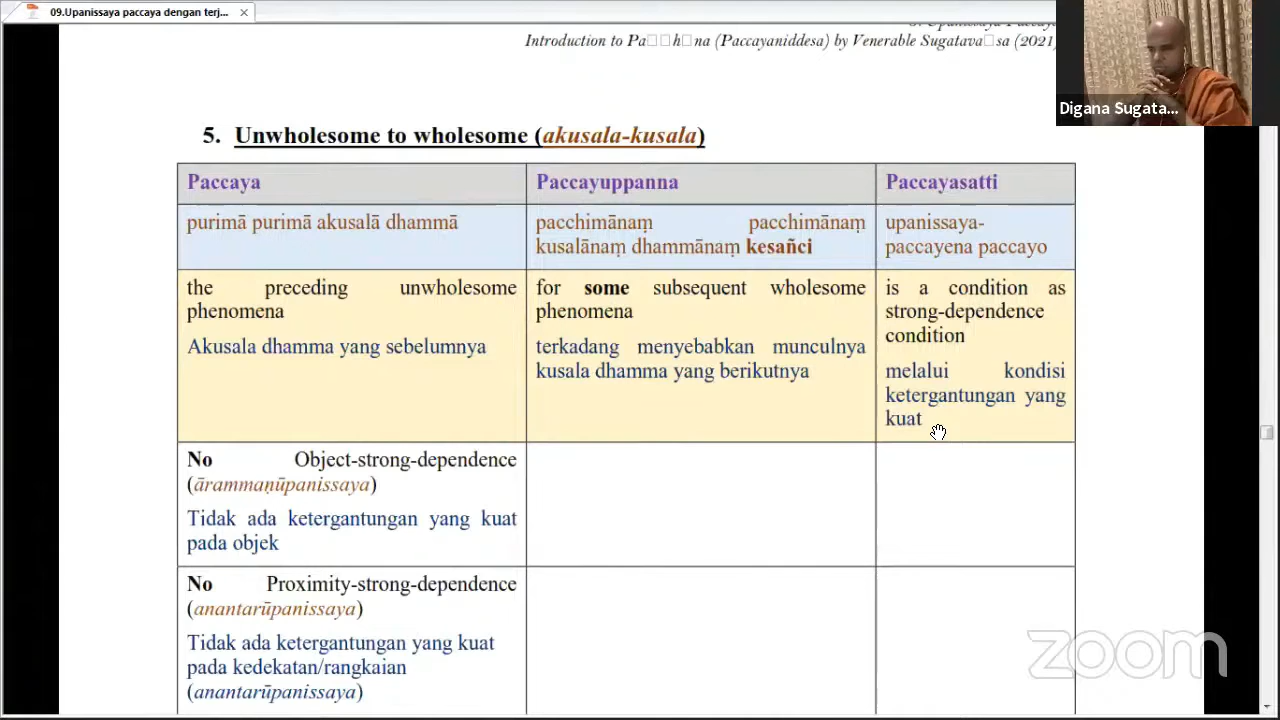 09.Upanissaya paccaya dengan terj...
Introduction to Pa□□h□na (Paccayaniddesa) by Venerable Sugatava□sa (2021)
Digana Sugata...
5. Unwholesome to wholesome (akusala-kusala)
Paccaya
Paccayuppanna
Paccayasatti
purimā purimā akusalā dhammā
pacchimānaṃ pacchimānaṃ
kusalānaṃ dhammānaṃ kesañci
upanissaya-
paccayena paccayo
the preceding unwholesome
phenomena
Akusala dhamma yang sebelumnya
for some subsequent wholesome
phenomena
terkadang menyebabkan munculnya
kusala dhamma yang berikutnya
is a condition as
strong-dependence
condition
melalui kondisi
ketergantungan yang
kuat
No Object-strong-dependence
(ārammaṇūpanissaya)
Tidak ada ketergantungan yang kuat
pada objek
No Proximity-strong-dependence
(anantarūpanissaya)
Tidak ada ketergantungan yang kuat
pada kedekatan/rangkaian
(anantarūpanissaya)
zoom